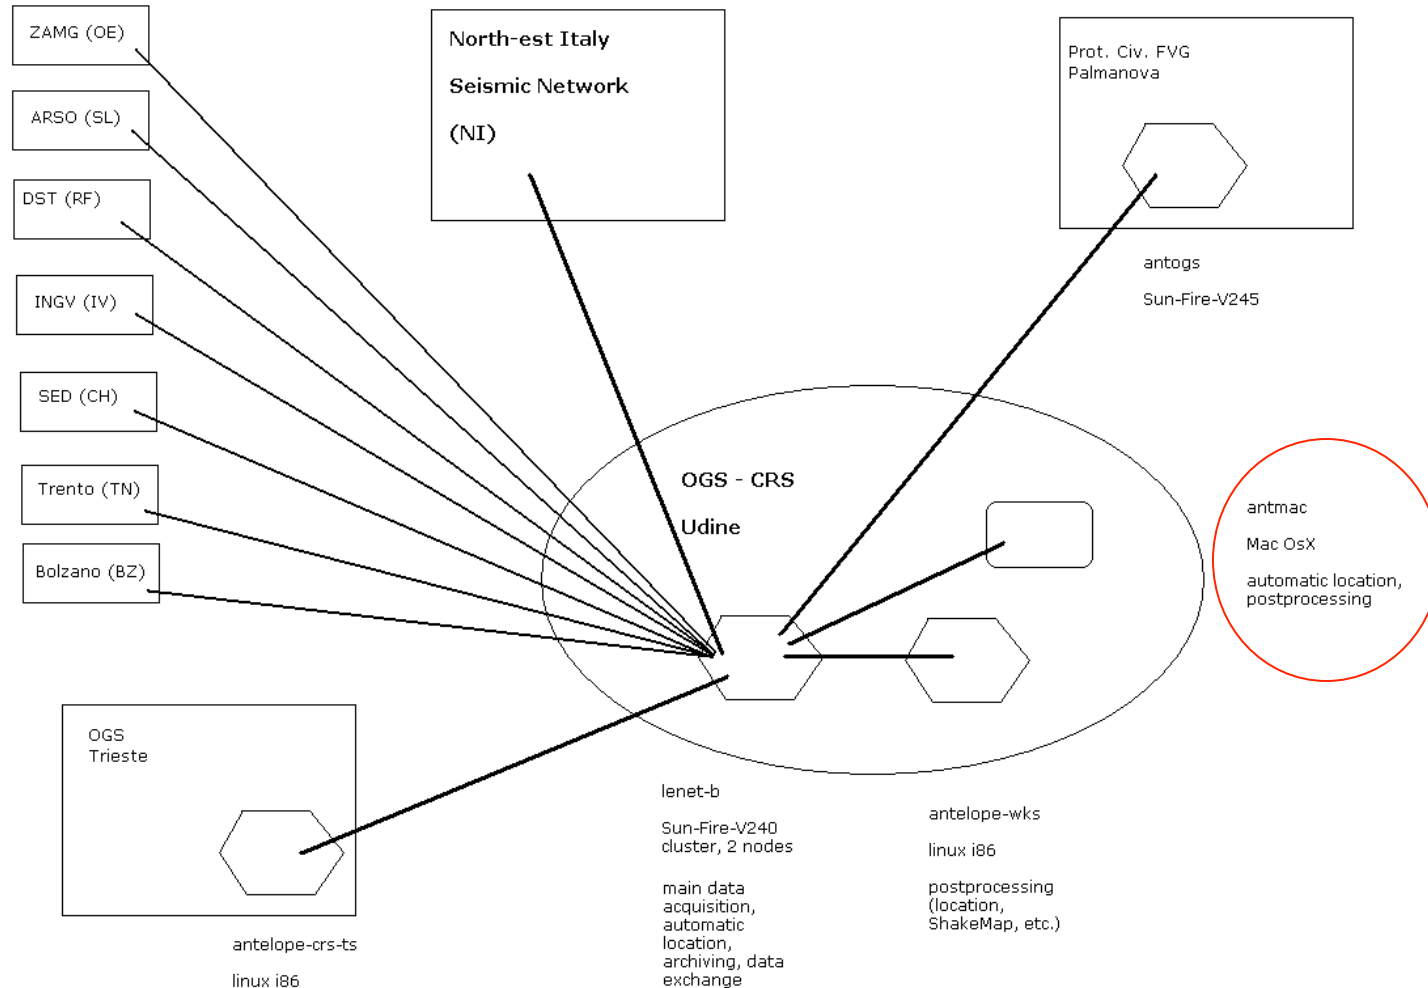 ZAMG (OE)
ARSO (SL)
DST (RF)
INGV (IV)
SED (CH)
Trento (TN)
Bolzano (BZ)
North-est Italy
Seismic Network
(NI)
Prot. Civ. FVG
Palmanova
antogs
Sun-Fire-V245
OGS - CRS
Udine
antmac
Mac OsX
automatic location,
postprocessing
OGS
Trieste
antelope-crs-ts
linux i86
lenet-b
Sun-Fire-V240
cluster, 2 nodes
main data
acquisition,
automatic
location,
archiving, data
exchange
antelope-wks
linux i86
postprocessing
(location,
ShakeMap, etc.)